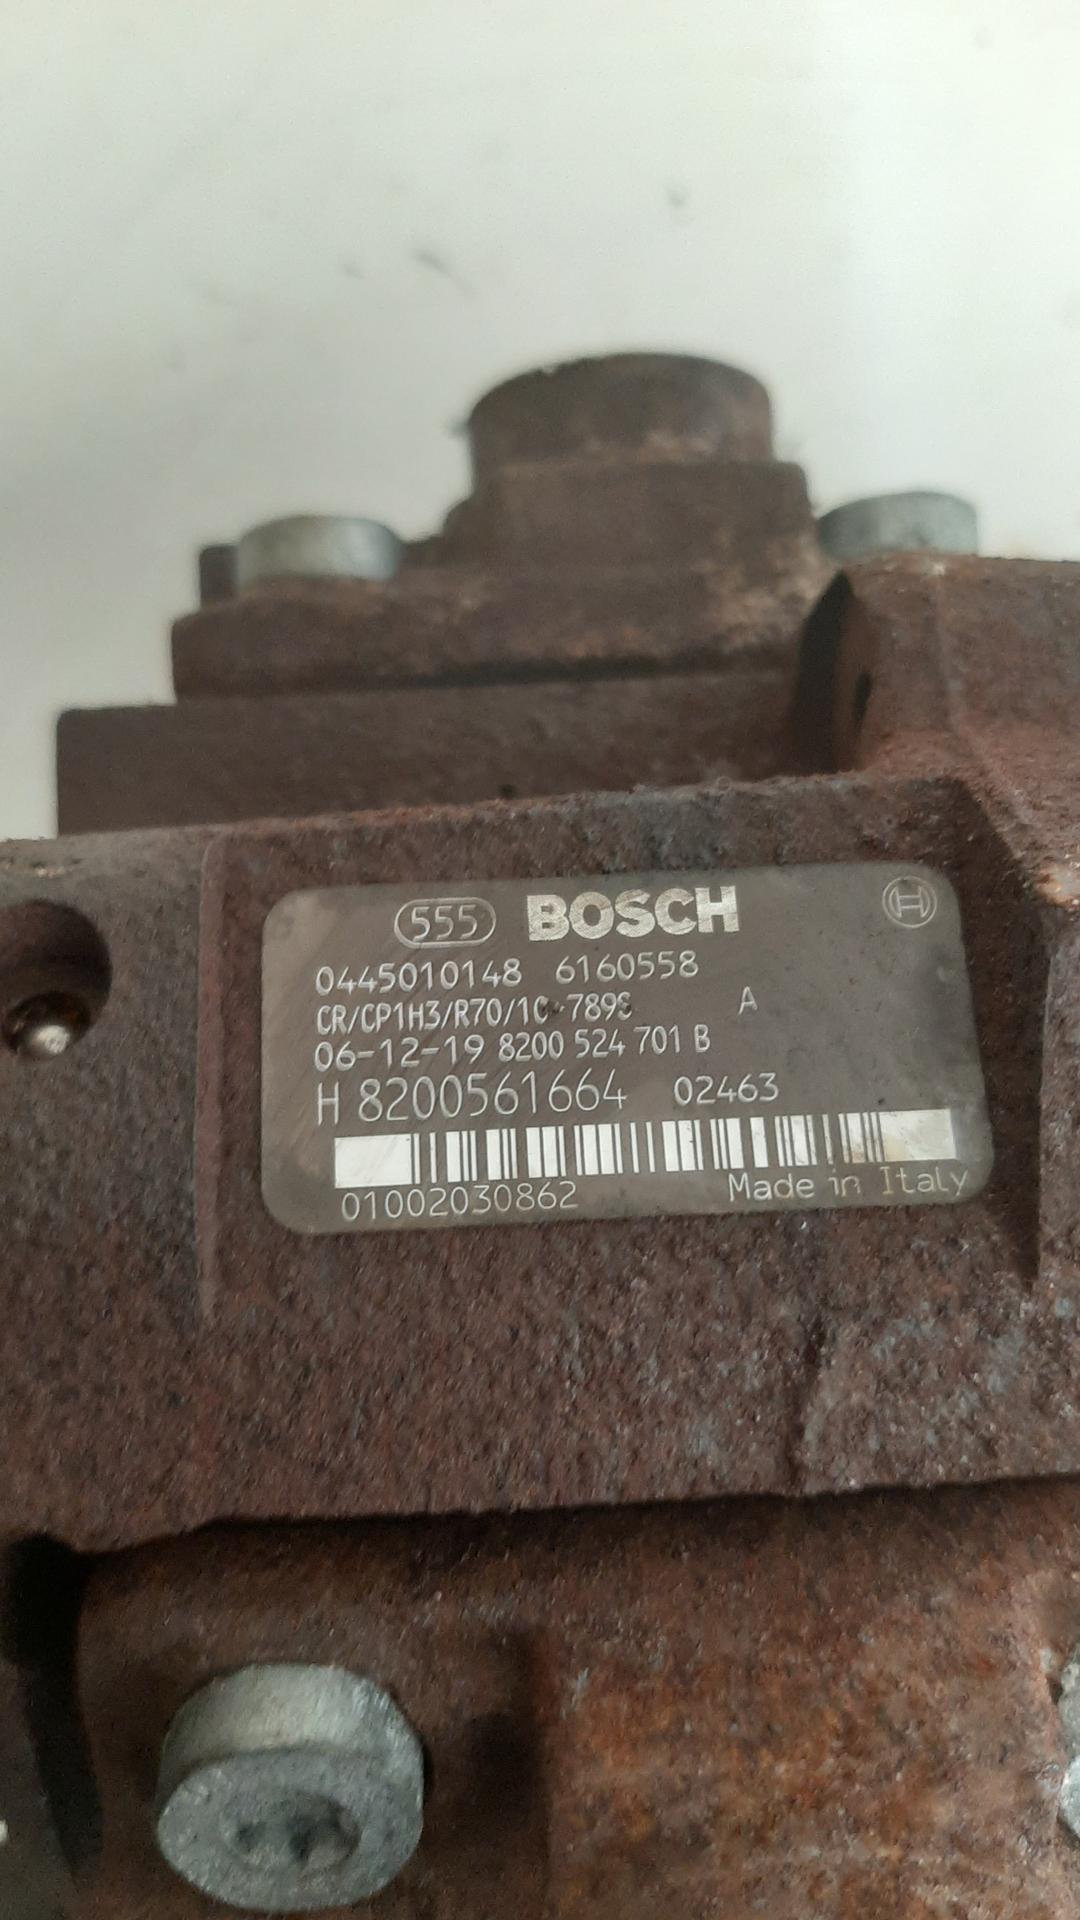 555 BOSCH H
0445010148 6160558
CR/CP1H3/R70/10-789S A
06-12-19 8200 524 701 B
H 8200561664 02463
01002030862 Made in Italy